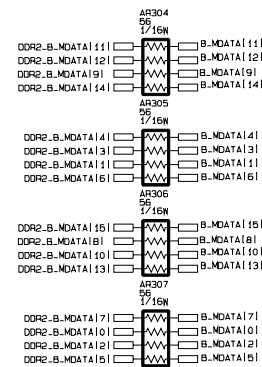 AR304
56
1/16W
DDR2_B_MDATA[11] B_MDATA[11]
DDR2_B_MDATA[12] B_MDATA[12]
DDR2_B_MDATA[9] B_MDATA[9]
DDR2_B_MDATA[14] B_MDATA[14]
AR305
56
1/16W
DDR2_B_MDATA[4] B_MDATA[4]
DDR2_B_MDATA[3] B_MDATA[3]
DDR2_B_MDATA[1] B_MDATA[1]
DDR2_B_MDATA[6] B_MDATA[6]
AR306
56
1/16W
DDR2_B_MDATA[15] B_MDATA[15]
DDR2_B_MDATA[8] B_MDATA[8]
DDR2_B_MDATA[10] B_MDATA[10]
DDR2_B_MDATA[13] B_MDATA[13]
AR307
56
1/16W
DDR2_B_MDATA[7] B_MDATA[7]
DDR2_B_MDATA[0] B_MDATA[0]
DDR2_B_MDATA[2] B_MDATA[2]
DDR2_B_MDATA[5] B_MDATA[5]